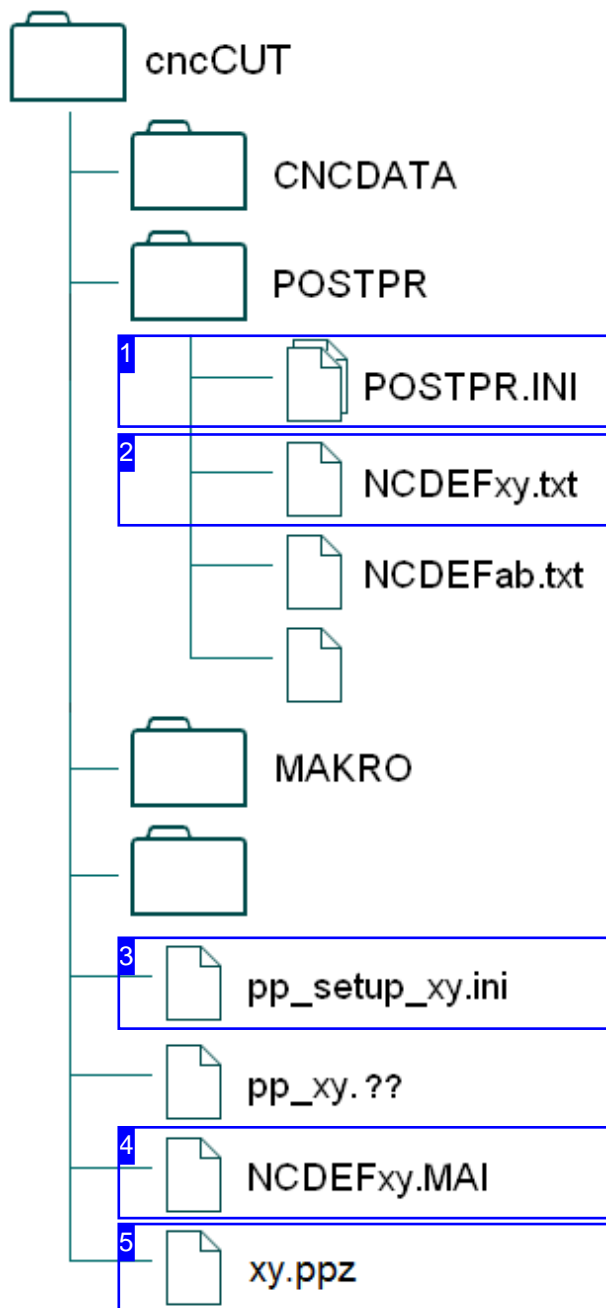 cncCUT
CNCDATA
POSTPR
1
POSTPR.INI
2
NCDEFxy.txt
NCDEFab.txt
MAKRO
3
pp_setup_xy.ini
pp_xy.??
4
NCDEFxy.MAI
5
xy.ppz